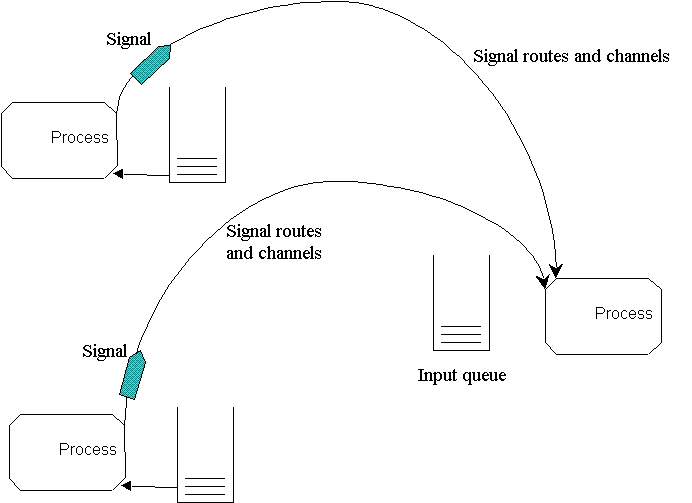 Signal
Signal routes and channels
Process
Signal routes
and channels
Process
Signal
Input queue
Process